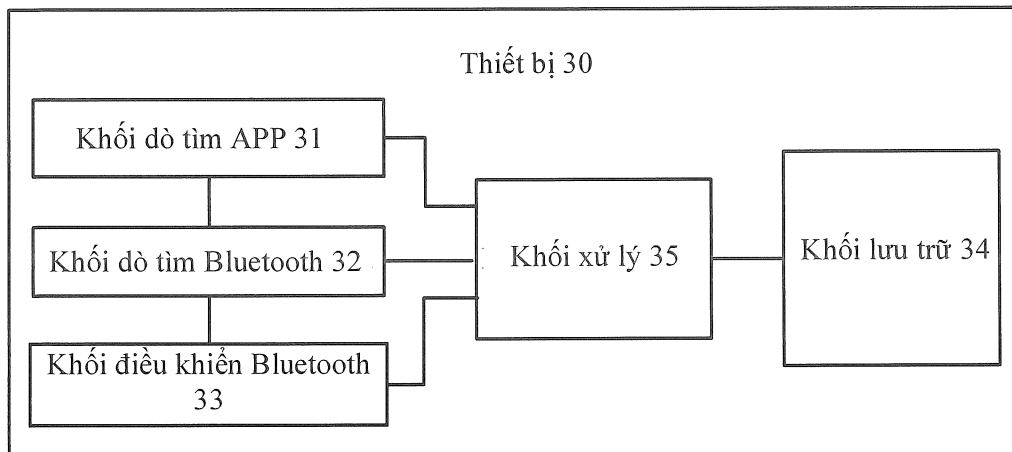 Thiết bị 30
Khối dò tìm APP 31
Khối dò tìm Bluetooth 32
Khối điều khiển Bluetooth
33
Khối xử lý 35
Khối lưu trữ 34